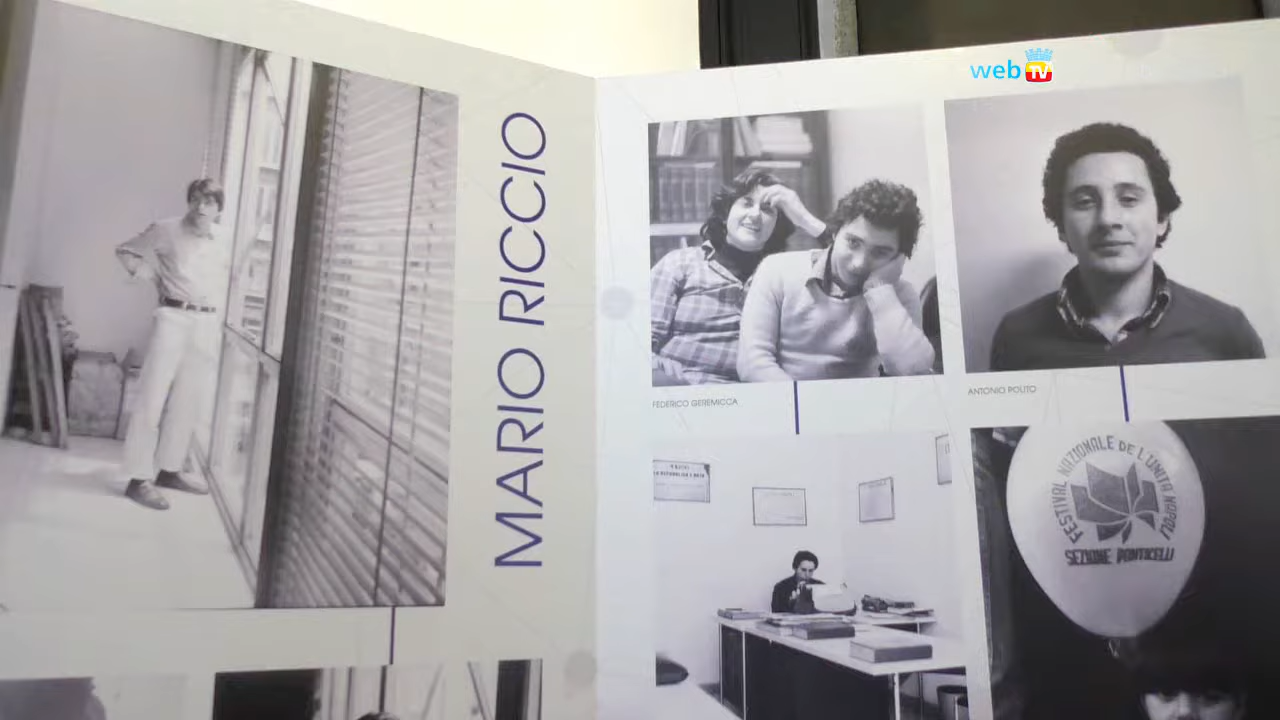 web TV
MARIO RICCIO
FEDERICO GEREMICCA
ANTONIO POLITO
FESTIVAL NAZIONALE DE L'UNITÀ NAPOLI
SEZIONE PONTICELLI